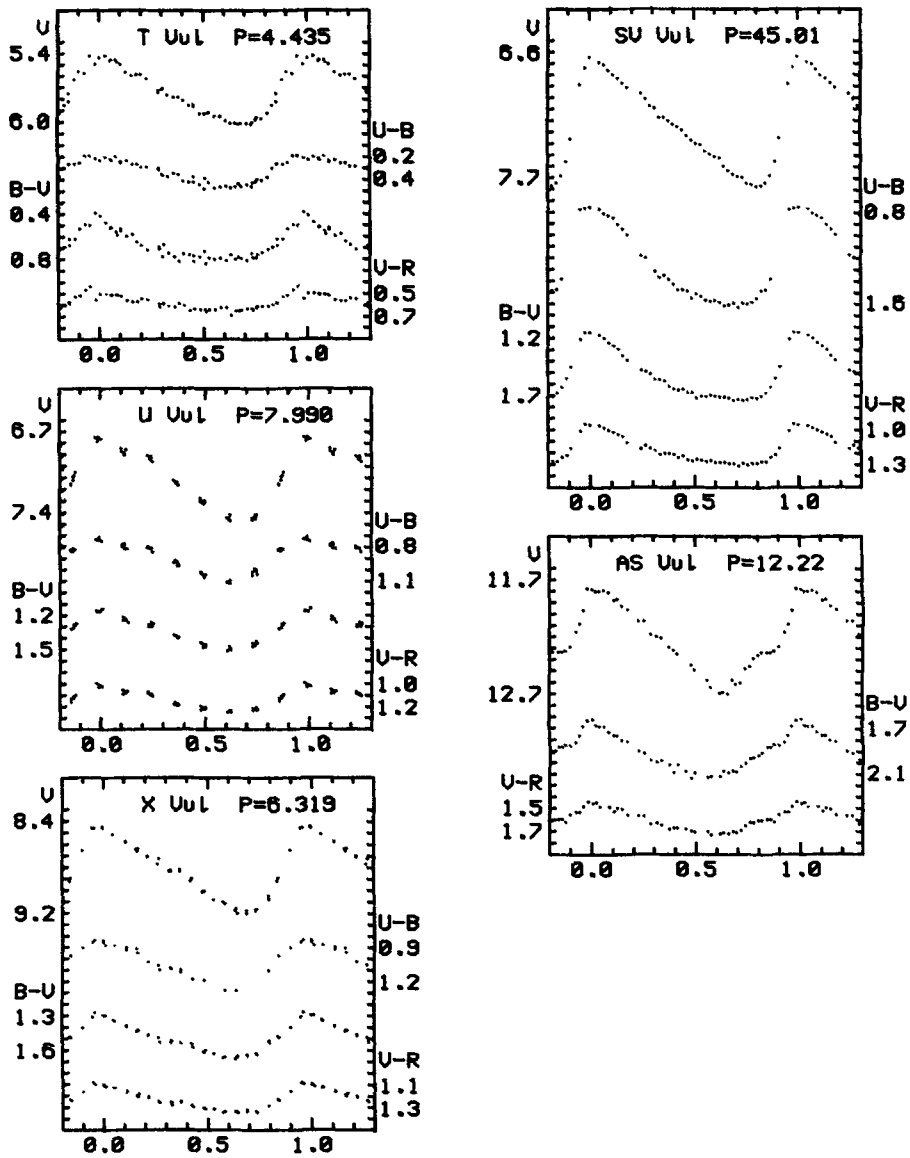 T Vul P=4.435
V
5.4
6.0
U-B
0.2
0.4
B-V
0.4
0.8
V-R
0.5
0.7
0.0 0.5 1.0
U Vul P=7.990
V
6.7
7.4
U-B
0.8
1.1
B-V
1.2
1.5
V-R
1.0
1.2
0.0 0.5 1.0
X Vul P=6.319
V
8.4
9.2
U-B
0.9
1.2
B-V
1.3
1.6
V-R
1.1
1.3
0.0 0.5 1.0
SV Vul P=45.01
V
6.6
7.7
U-B
0.8
1.6
B-V
1.2
1.7
V-R
1.0
1.3
0.0 0.5 1.0
AS Vul P=12.22
V
11.7
12.7
B-V
1.7
2.1
V-R
1.5
1.7
0.0 0.5 1.0